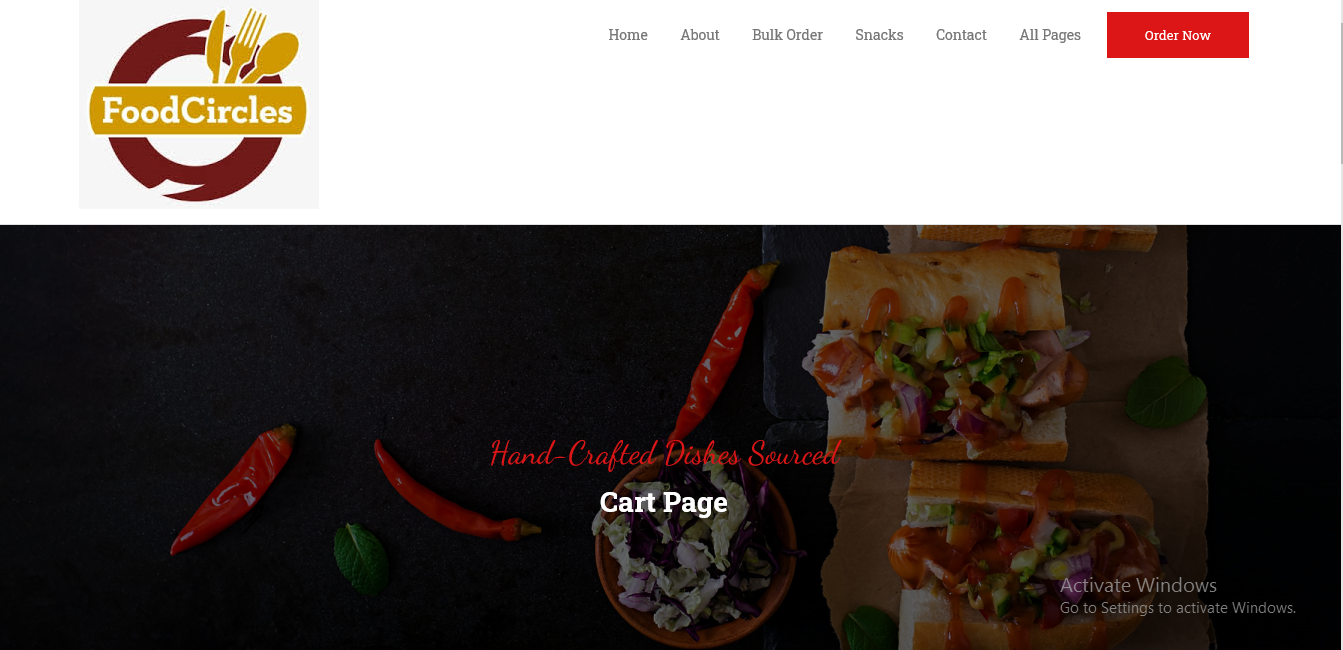 FoodCircles
Home About Bulk Order Snacks Contact All Pages Order Now
Hand-Crafted Dishes Sourced
Cart Page
Activate Windows
Go to Settings to activate Windows.